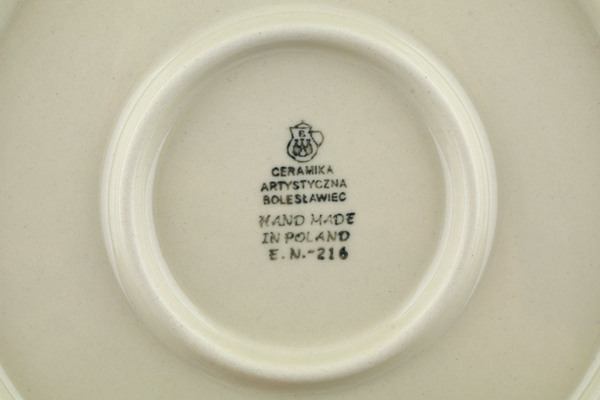 CERAMIKA
ARTYSTYCZNA
BOLESŁAWIEC
HAND MADE
IN POLAND
E.N.-216